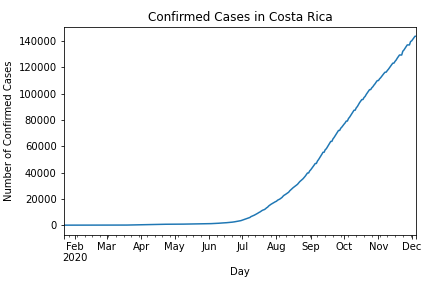 Confirmed Cases in Costa Rica
Number of Confirmed Cases
140000
120000
100000
80000
60000
40000
20000
0
Feb Mar Apr May Jun Jul Aug Sep Oct Nov Dec
2020
Day